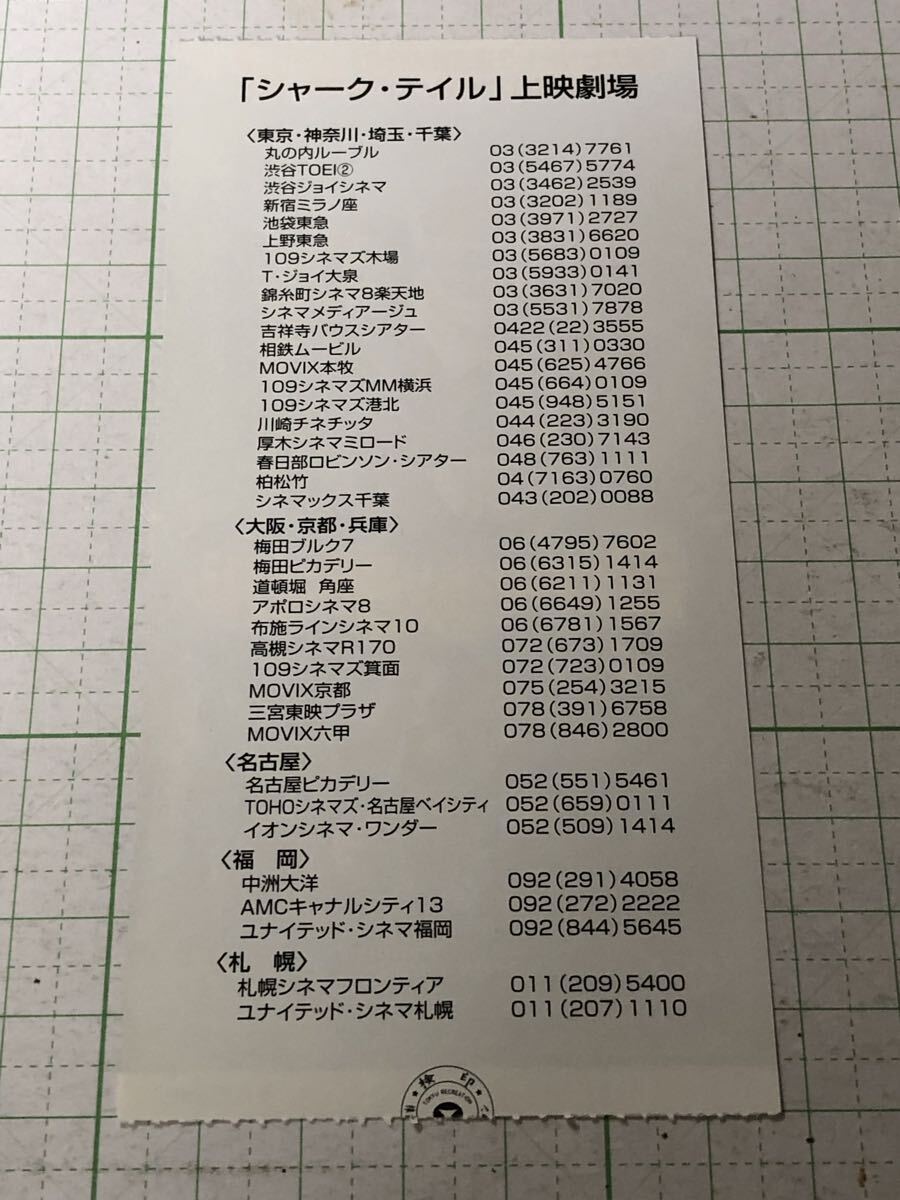 「シャーク・テイル」上映劇場
〈東京・神奈川・埼玉・千葉〉
丸の内ルーブル 03(3214)7761
渋谷TOEI② 03(5467)5774
渋谷ジョイシネマ 03(3462)2539
新宿ミラノ座 03(3202)1189
池袋東急 03(3971)2727
上野東急 03(3831)6620
109シネマズ木場 03(5683)0109
T・ジョイ大泉 03(5933)0141
錦糸町シネマ8楽天地 03(3631)7020
シネマメディアージュ 03(5531)7878
吉祥寺バウスシアター 0422(22)3555
相鉄ムービル 045(311)0330
MOVIX本牧 045(625)4766
109シネマズMM横浜 045(664)0109
109シネマズ港北 045(948)5151
川崎チネチッタ 044(223)3190
厚木シネマミロード 046(230)7143
春日部ロビンソン・シアター 048(763)1111
柏松竹 04(7163)0760
シネマックス千葉 043(202)0088
〈大阪・京都・兵庫〉
梅田ブルク7 06(4795)7602
梅田ピカデリー 06(6315)1414
道頓堀 角座 06(6211)1131
アポロシネマ8 06(6649)1255
布施ラインシネマ10 06(6781)1567
高槻シネマR170 072(673)1709
109シネマズ箕面 072(723)0109
MOVIX京都 075(254)3215
三宮東映プラザ 078(391)6758
MOVIX六甲 078(846)2800
〈名古屋〉
名古屋ピカデリー 052(551)5461
TOHOシネマズ・名古屋ベイシティ 052(659)0111
イオンシネマ・ワンダー 052(509)1414
〈福 岡〉
中洲大洋 092(291)4058
AMCキャナルシティ13 092(272)2222
ユナイテッド・シネマ福岡 092(844)5645
〈札 幌〉
札幌シネマフロンティア 011(209)5400
ユナイテッド・シネマ札幌 011(207)1110
検印
TOKYU RECREATION